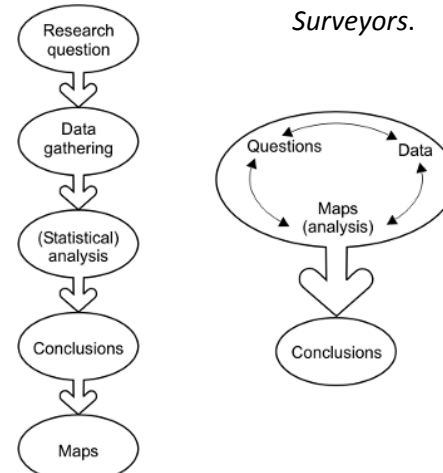 Surveyors.
Research
question
Data
gathering
(Statistical)
analysis
Conclusions
Maps
Questions
Data
Maps
(analysis)
Conclusions